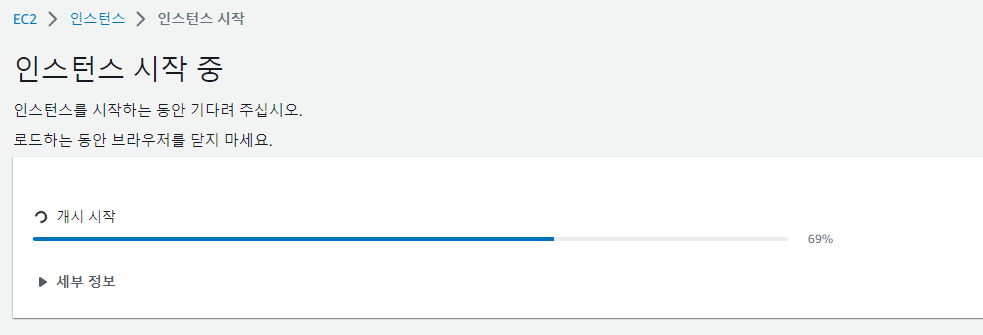 EC2 > 인스턴스 > 인스턴스 시작
인스턴스 시작 중
인스턴스를 시작하는 동안 기다려 주십시오.
로드하는 동안 브라우저를 닫지 마세요.
개시 시작
69%
세부 정보